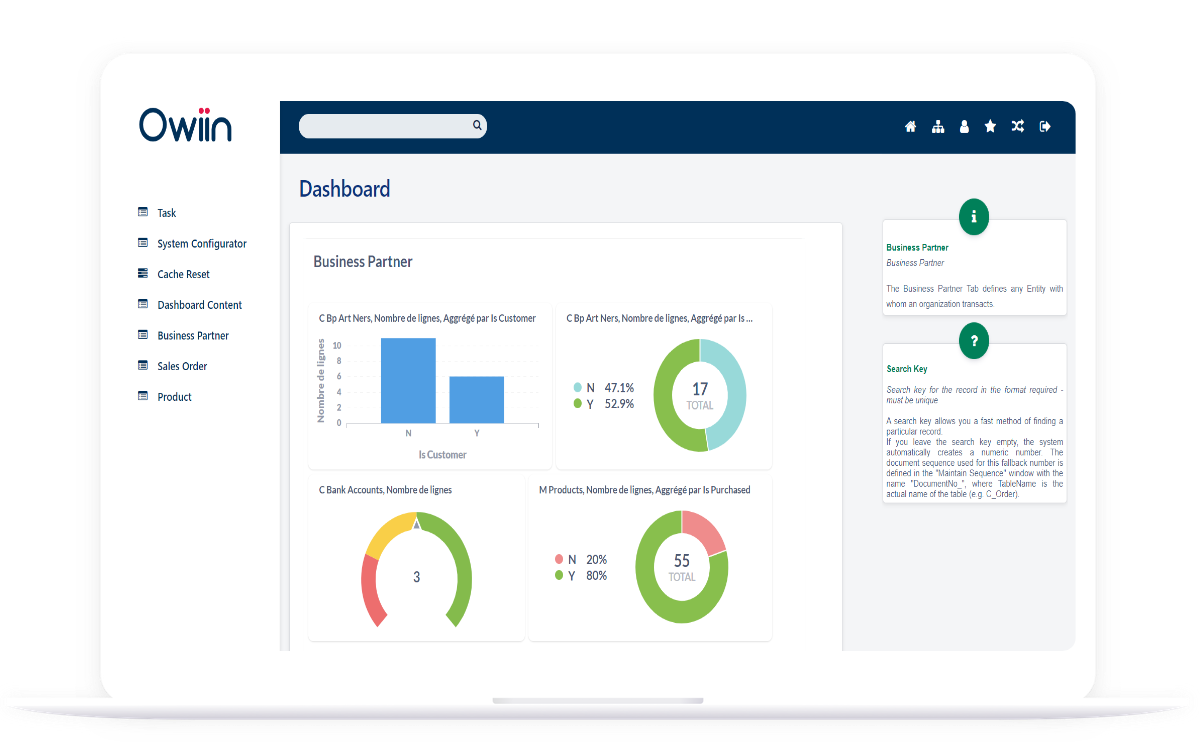 Owiin
Task
System Configurator
Cache Reset
Dashboard Content
Business Partner
Sales Order
Product
Dashboard
Business Partner
C Bp Art Ners, Nombre de lignes, Aggrégé par Is Customer
Nombre de lignes
10
8
6
4
2
0
N
Y
Is Customer
C Bp Art Ners, Nombre de lignes, Aggrégé par Is ...
N 47.1%
Y 52.9%
17
TOTAL
C Bank Accounts, Nombre de lignes
3
M Products, Nombre de lignes, Aggrégé par Is Purchased
N 20%
Y 80%
55
TOTAL
i
Business Partner
Business Partner
The Business Partner Tab defines any Entity with
whom an organization transacts.
?
Search Key
Search key for the record in the format required -
must be unique
A search key allows you a fast method of finding a
particular record.
If you leave the search key empty, the system
automatically creates a numeric number. The
document sequence used for this fallback number is
defined in the "Maintain Sequence" window with the
name "DocumentNo_", where TableName is the
actual name of the table (e.g. C_Order).